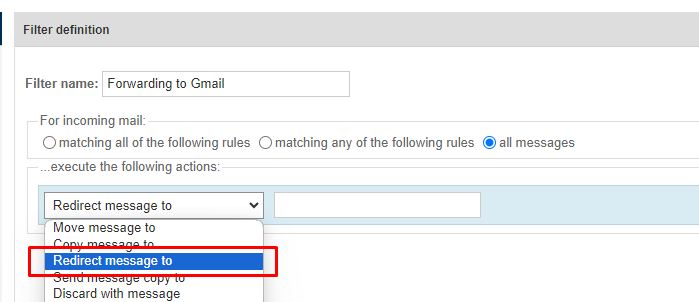 Filter definition
Filter name: Forwarding to Gmail
For incoming mail:
matching all of the following rules matching any of the following rules all messages
...execute the following actions:
Redirect message to
Move message to
Copy message to
Redirect message to
Send message copy to
Discard with message